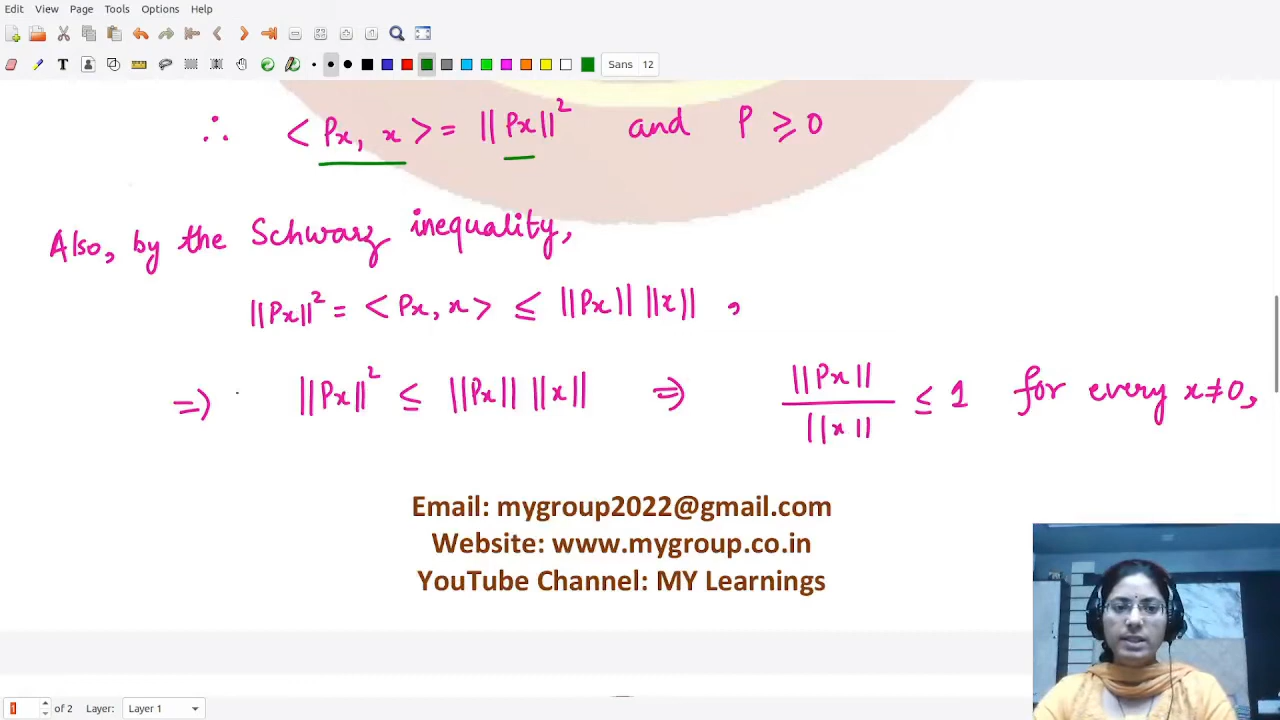 Edit View Page Tools Options Help
Sans 12
∴ < Px, x > = ||Px||² and P ⩾ 0
Also, by the Schwarz inequality,
||Px||² = < Px, x > ≤ ||Px|| ||x|| ,
=> ||Px||² ≤ ||Px|| ||x|| => ||Px|| / ||x|| ≤ 1 for every x≠0,
Email: mygroup2022@gmail.com
Website: www.mygroup.co.in
YouTube Channel: MY Learnings
1 of 2 Layer: Layer 1